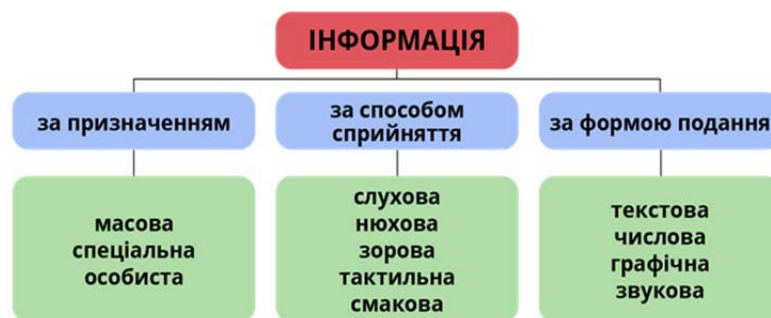 ІНФОРМАЦІЯ
за призначенням
за способом
сприйняття
за формою подання
масова
спеціальна
особиста
слухова
нюхова
зорова
тактильна
смакова
текстова
числова
графічна
звукова